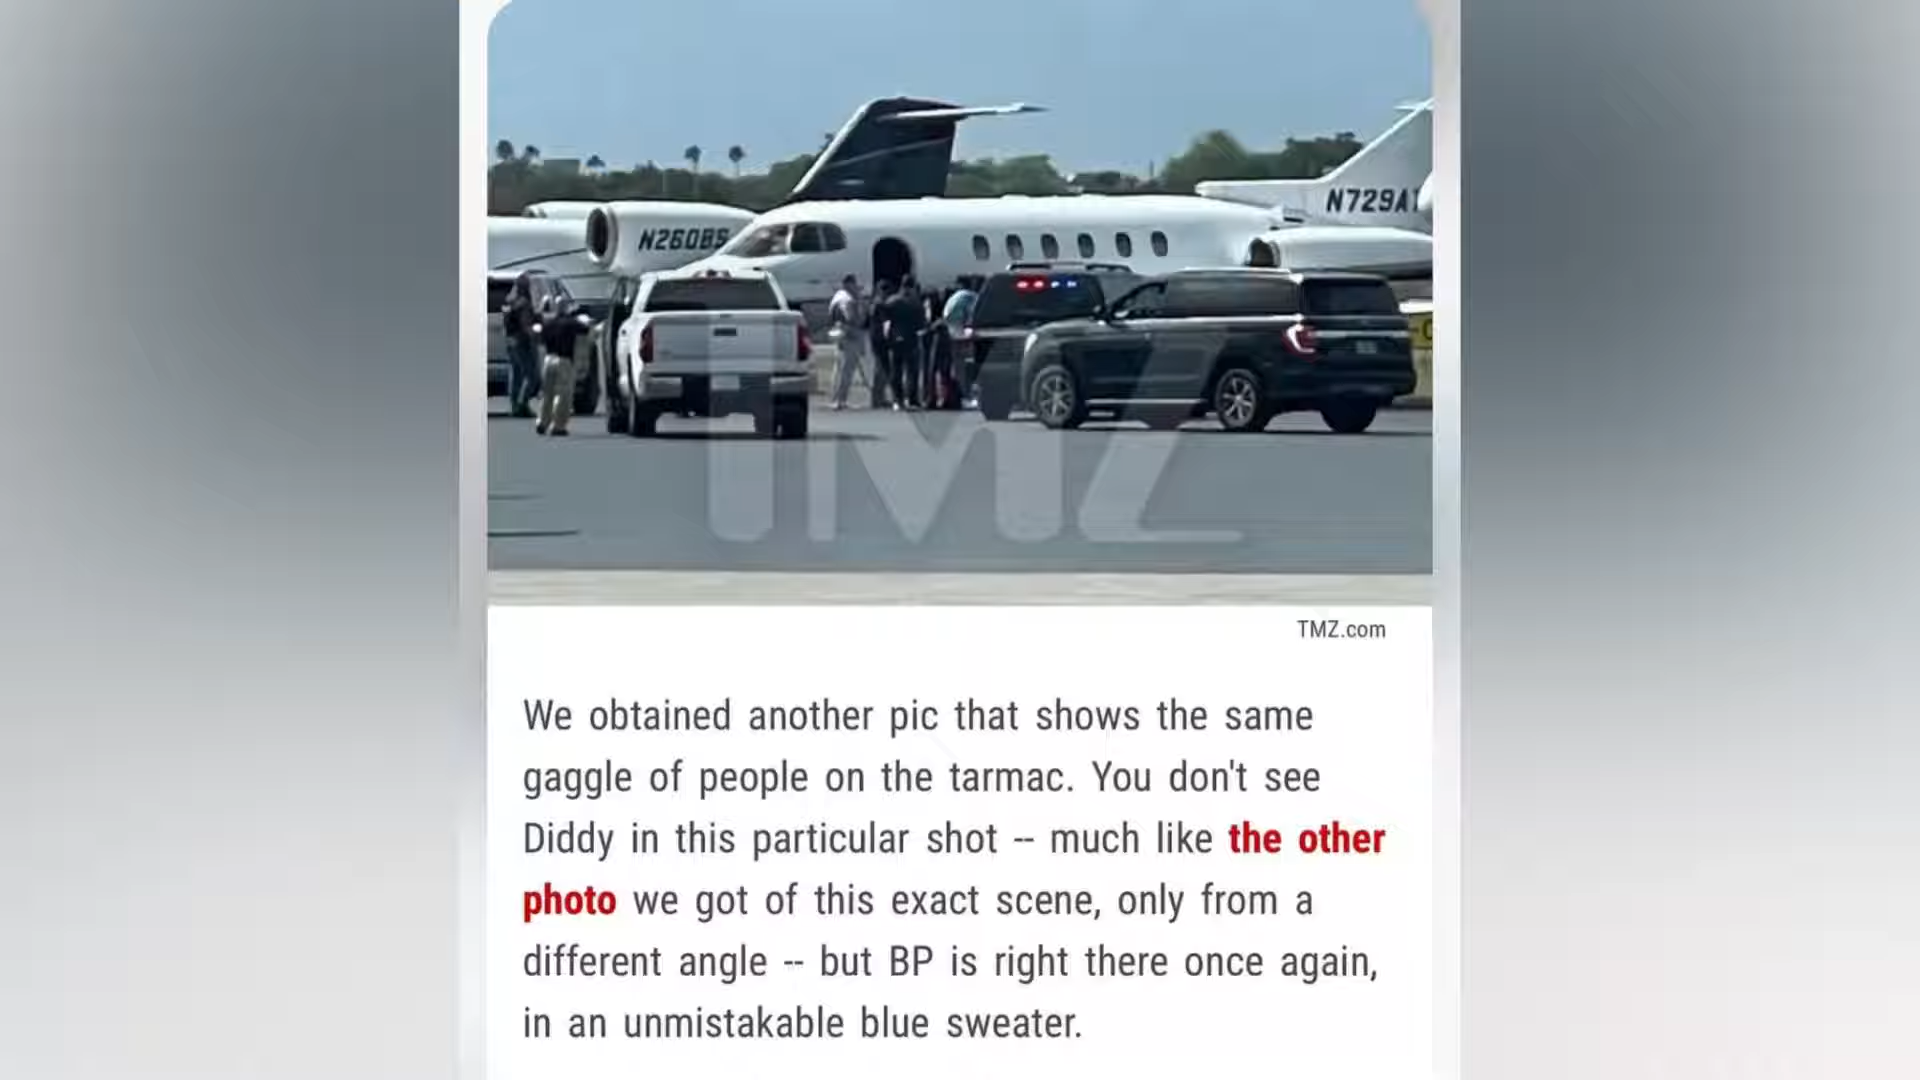 N729A
N260BS
TMZ
TMZ.com
We obtained another pic that shows the same
gaggle of people on the tarmac. You don't see
Diddy in this particular shot -- much like the other
photo we got of this exact scene, only from a
different angle -- but BP is right there once again,
in an unmistakable blue sweater.